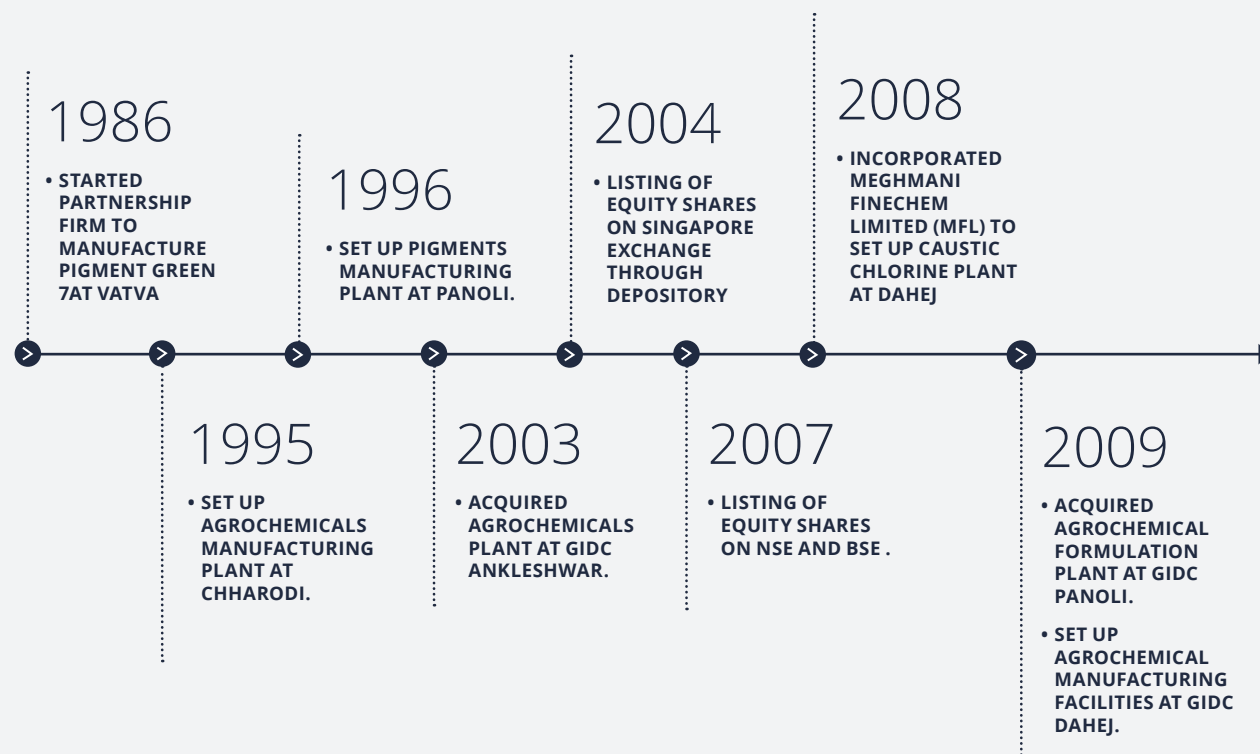 1986
• STARTED
PARTNERSHIP
FIRM TO
MANUFACTURE
PIGMENT GREEN
7AT VATVA
1995
• SET UP
AGROCHEMICALS
MANUFACTURING
PLANT AT
CHHARODI.
1996
• SET UP PIGMENTS
MANUFACTURING
PLANT AT PANOLI.
2003
• ACQUIRED
AGROCHEMICALS
PLANT AT GIDC
ANKLESHWAR.
2004
• LISTING OF
EQUITY SHARES
ON SINGAPORE
EXCHANGE
THROUGH
DEPOSITORY
2007
• LISTING OF
EQUITY SHARES
ON NSE AND BSE .
2008
• INCORPORATED
MEGHMANI
FINECHEM
LIMITED (MFL) TO
SET UP CAUSTIC
CHLORINE PLANT
AT DAHEJ
2009
• ACQUIRED
AGROCHEMICAL
FORMULATION
PLANT AT GIDC
PANOLI.
• SET UP
AGROCHEMICAL
MANUFACTURING
FACILITIES AT GIDC
DAHEJ.